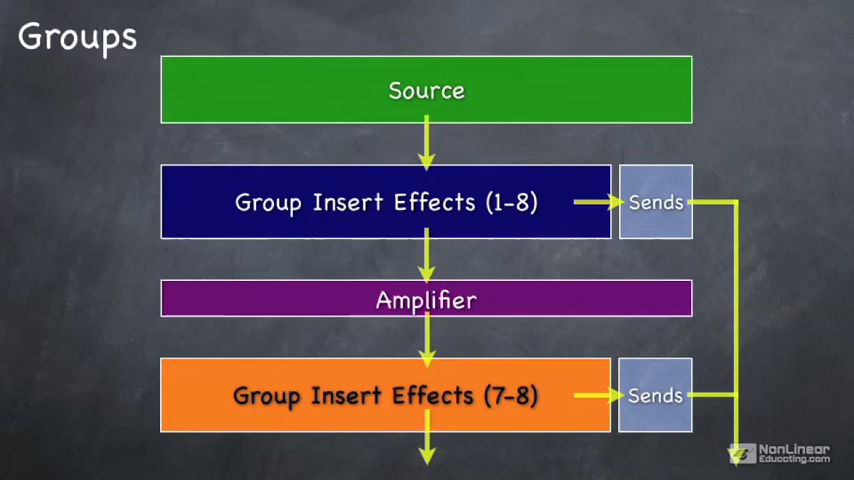 Groups
Source
Group Insert Effects (1-8)
Sends
Amplifier
Group Insert Effects (7-8)
Sends
NonLinear
Educating.com